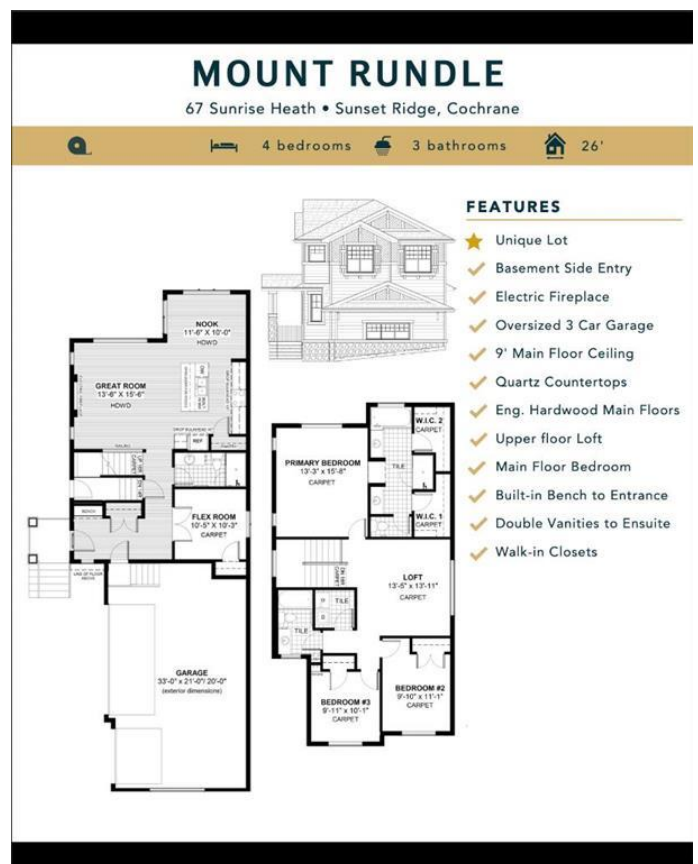 MOUNT RUNDLE
67 Sunrise Heath • Sunset Ridge, Cochrane
4 bedrooms
3 bathrooms
26'
FEATURES
Unique Lot
Basement Side Entry
Electric Fireplace
Oversized 3 Car Garage
9' Main Floor Ceiling
Quartz Countertops
Eng. Hardwood Main Floors
Upper floor Loft
Main Floor Bedroom
Built-in Bench to Entrance
Double Vanities to Ensuite
Walk-in Closets
NOOK
11'-6" X 10'-0"
HDWD
GREAT ROOM
13'-6" X 15'-6"
HDWD
RAILING
REF
FLEX ROOM
10'-5" X 10'-3"
CARPET
BENCH
LINE OF FLOOR
ABOVE
GARAGE
33'-0" x 21'-0"/ 20'-0"
(exterior dimensions)
W.I.C. 2
CARPET
PRIMARY BEDROOM
13'-3" x 15'-8"
CARPET
TILE
W.I.C. 1
CARPET
LOFT
13'-5" x 13'-11"
CARPET
TILE
TILE
BEDROOM #2
9'-10" x 11'-1"
CARPET
BEDROOM #3
9'-11" x 10'-1"
CARPET